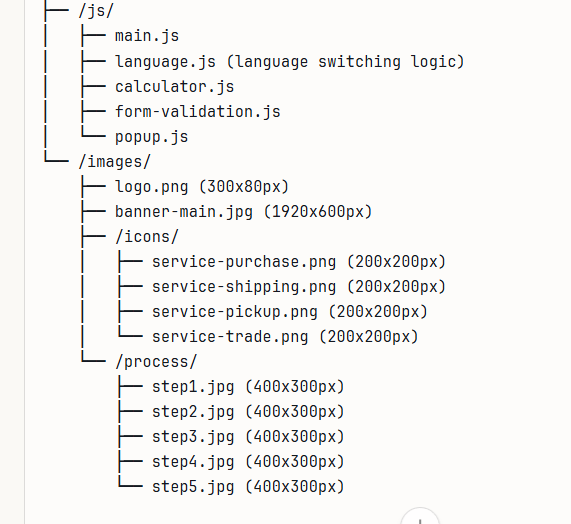 ├── /js/
│   ├── main.js
│   ├── language.js (language switching logic)
│   ├── calculator.js
│   ├── form-validation.js
│   └── popup.js
└── /images/
    ├── logo.png (300x80px)
    ├── banner-main.jpg (1920x600px)
    ├── /icons/
    │   ├── service-purchase.png (200x200px)
    │   ├── service-shipping.png (200x200px)
    │   ├── service-pickup.png (200x200px)
    │   └── service-trade.png (200x200px)
    └── /process/
        ├── step1.jpg (400x300px)
        ├── step2.jpg (400x300px)
        ├── step3.jpg (400x300px)
        ├── step4.jpg (400x300px)
        └── step5.jpg (400x300px)